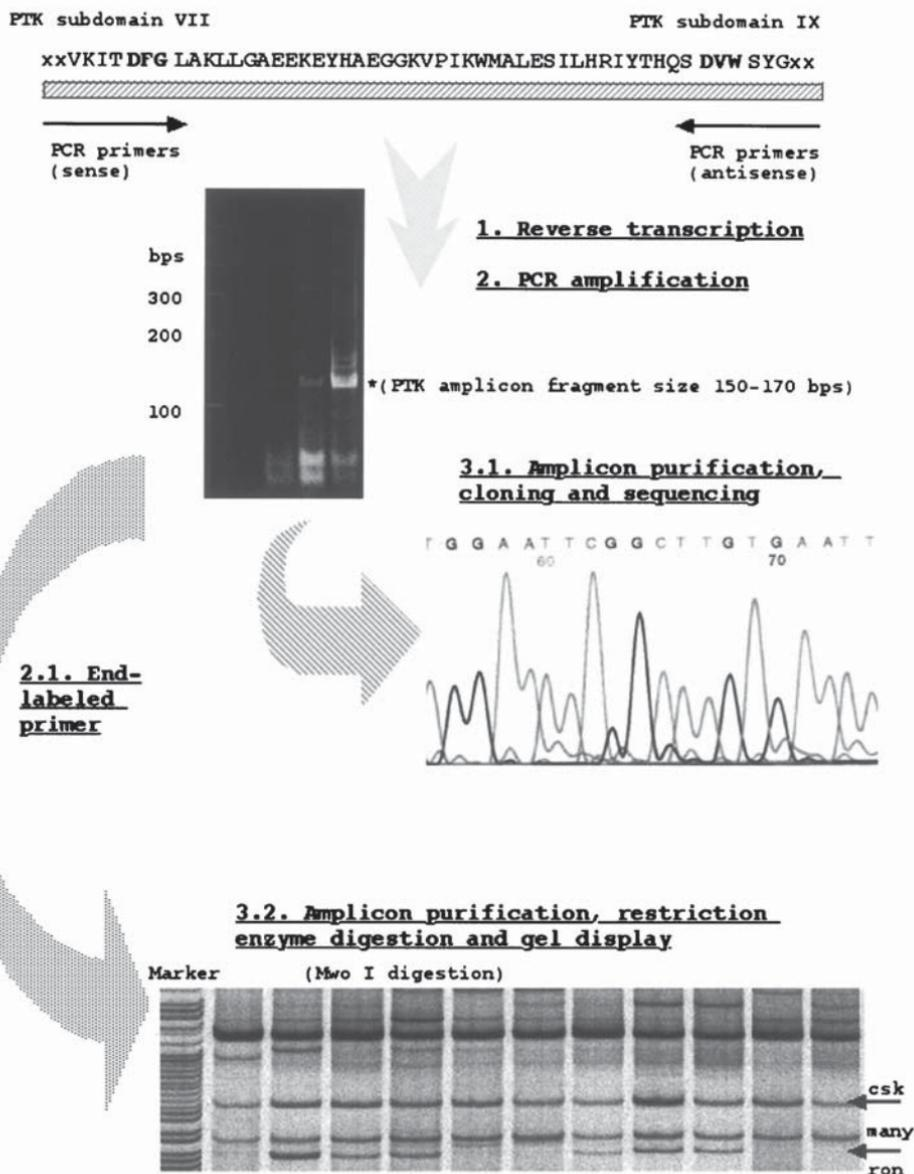 PTK subdomain VII
PTK subdomain IX
xxVKIT DFG LAKLLGAEEKEYHAEGGKVPIKWMALESILHRIYTHQS DVW SYGxx
PCR primers
(sense)
PCR primers
(antisense)
1. Reverse transcription
2. PCR amplification
bps
300
200
100
*(PTK amplicon fragment size 150-170 bps)
3.1. Amplicon purification,
cloning and sequencing
T G G A A T T C G G C T T G T G A A T T
60
70
2.1. End-
labeled
primer
3.2. Amplicon purification, restriction
enzyme digestion and gel display
Marker
(Mwo I digestion)
csk
many
ron